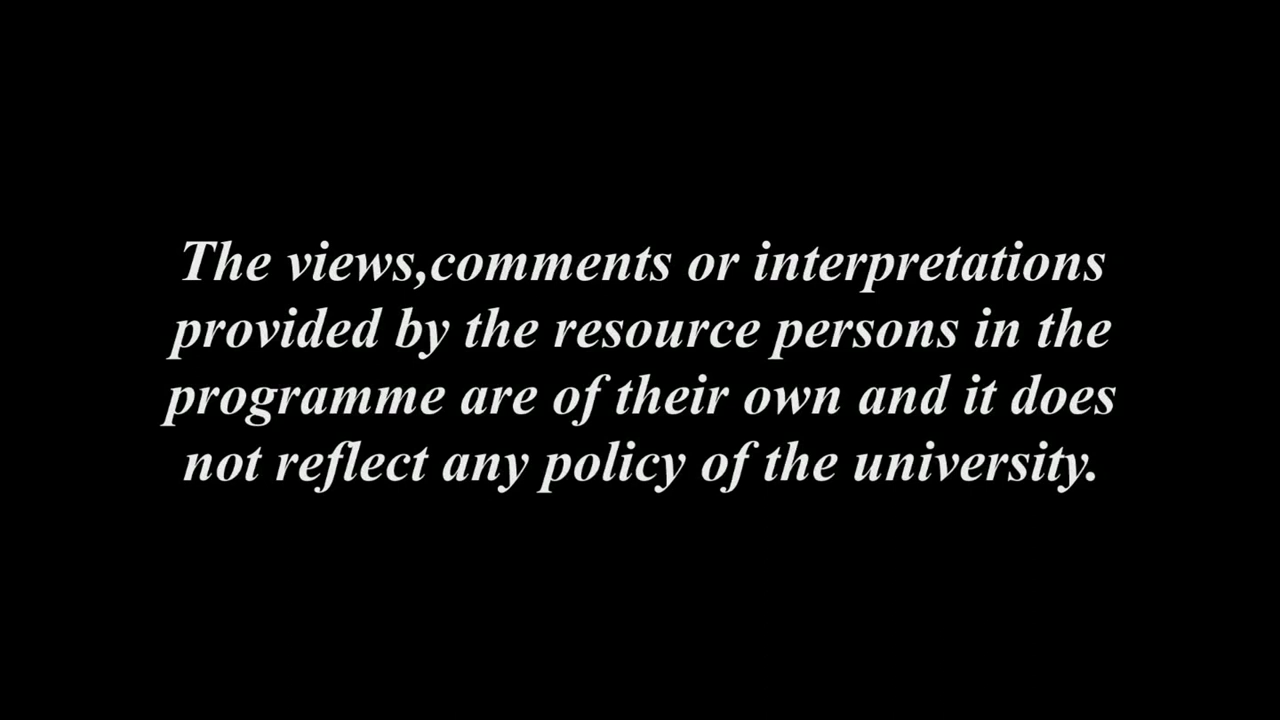 The views,comments or interpretations
provided by the resource persons in the
programme are of their own and it does
not reflect any policy of the university.